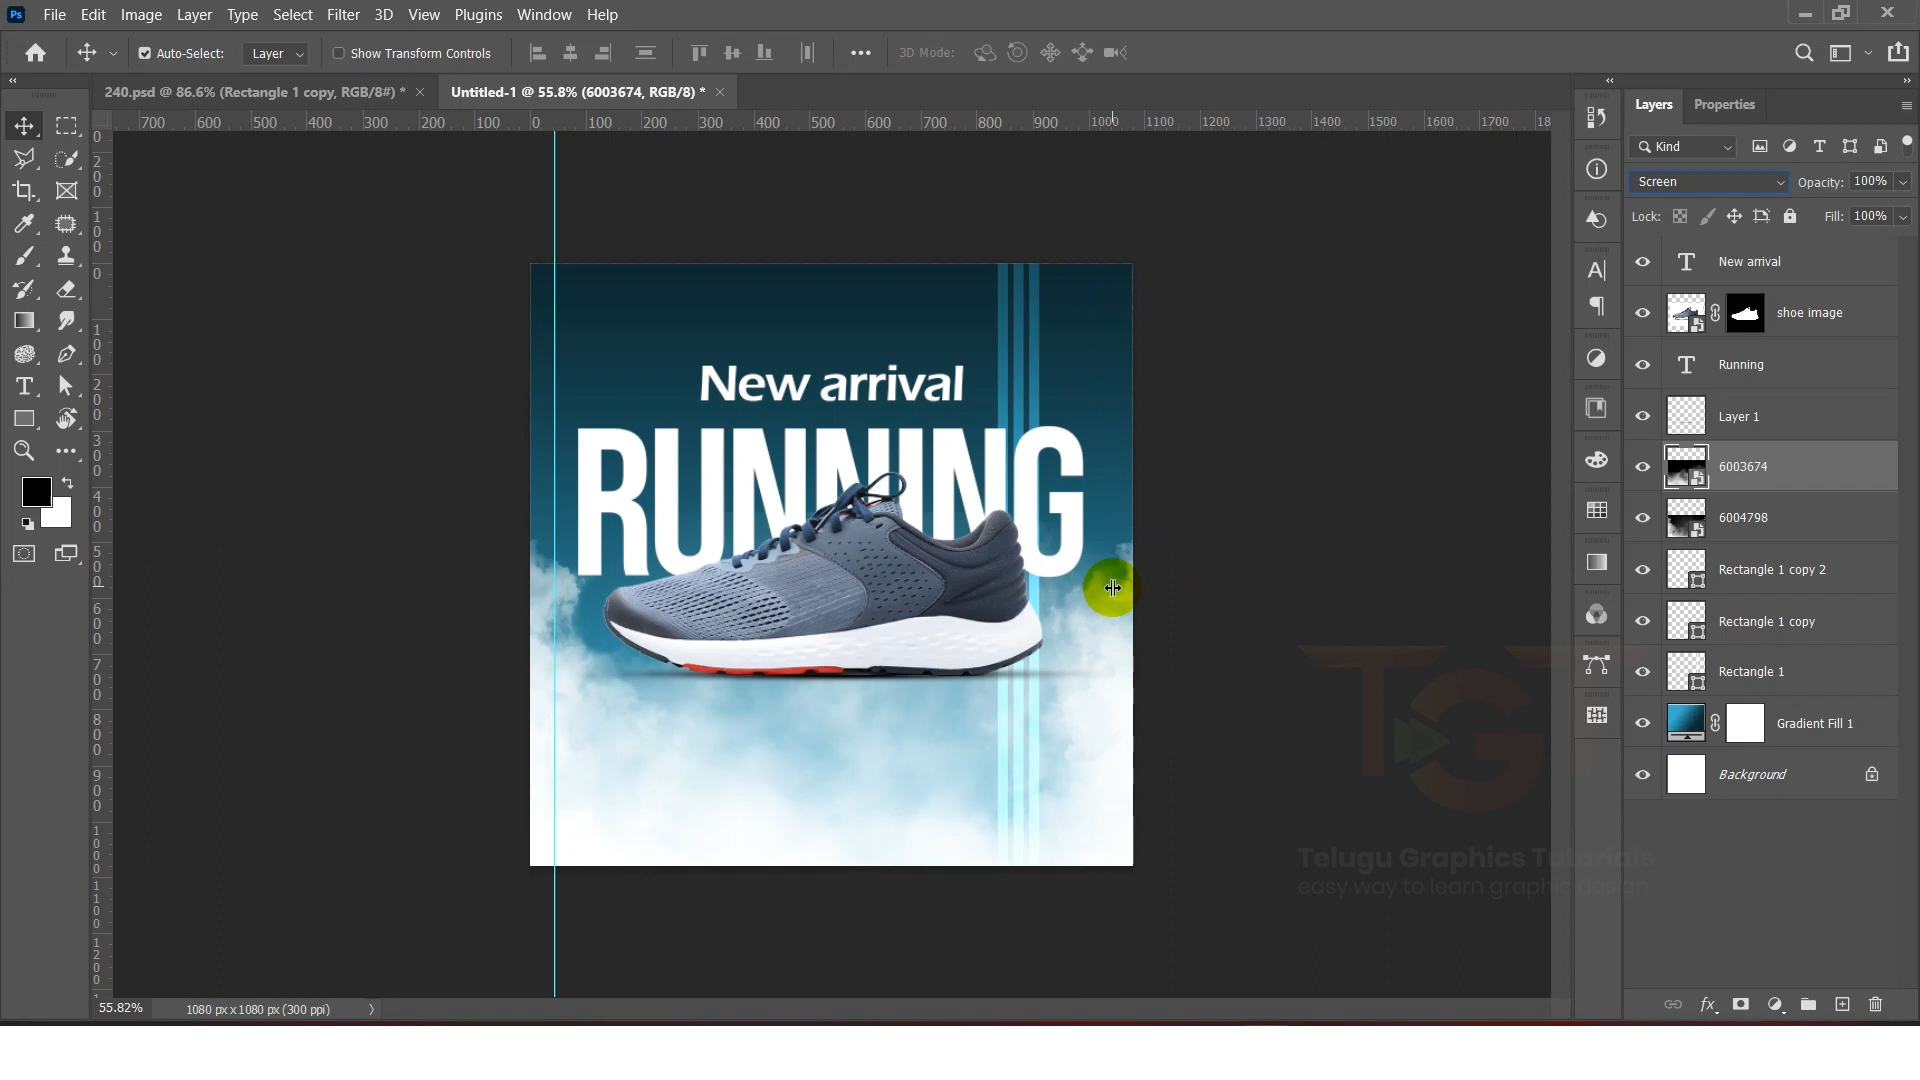 Ps File Edit Image Layer Type Select Filter 3D View Plugins Window Help
Auto-Select: Layer Show Transform Controls 3D Mode:
240.psd @ 86.6% (Rectangle 1 copy, RGB/8#) *
Untitled-1 @ 55.8% (6003674, RGB/8) *
700 600 500 400 300 200 100 0 100 200 300 400 500 600 700 800 900 1000 1100 1200 1300 1400 1500 1600 1700 18
New arrival
RUNNING
55.82% 1080 px x 1080 px (300 ppi)
Layers Properties
Kind
Screen Opacity: 100%
Lock: Fill: 100%
New arrival
shoe image
Running
Layer 1
6003674
6004798
Rectangle 1 copy 2
Rectangle 1 copy
Rectangle 1
Gradient Fill 1
Background
fx
TGT
Telugu Graphics Tutorials
easy way to learn graphic design